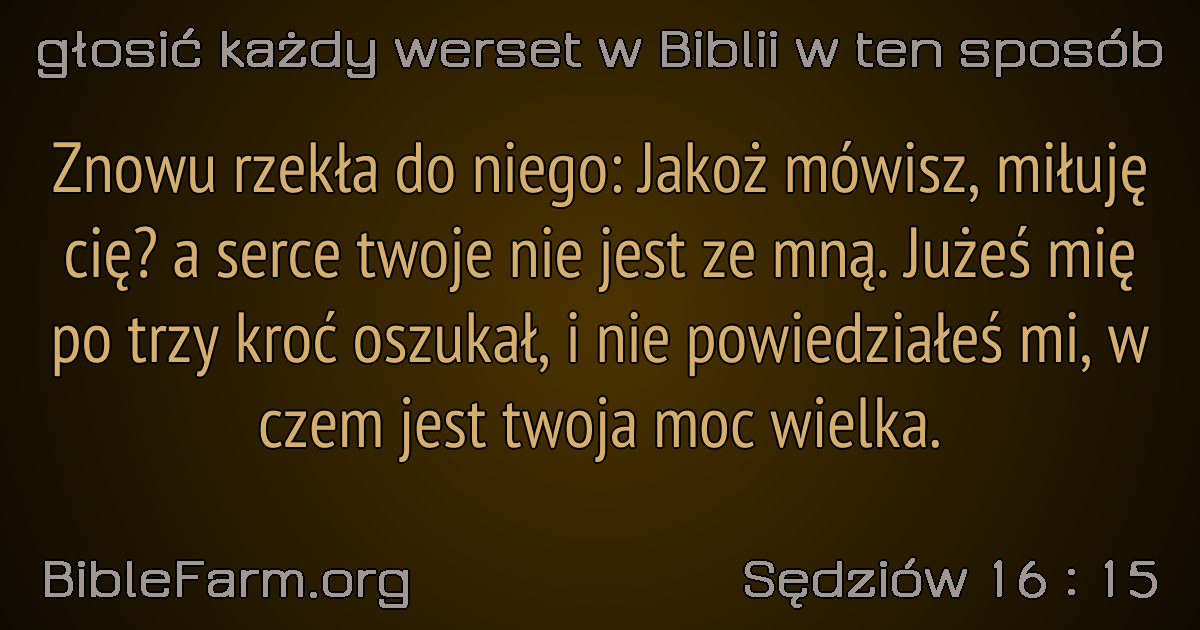 głosić każdy werset w Biblii w ten sposób
Znowu rzekła do niego: Jakoż mówisz, miłuję
cię? a serce twoje nie jest ze mną. Jużeś mię
po trzy kroć oszukał, i nie powiedziałeś mi, w
czem jest twoja moc wielka.
BibleFarm.org
Sędziów 16 : 15